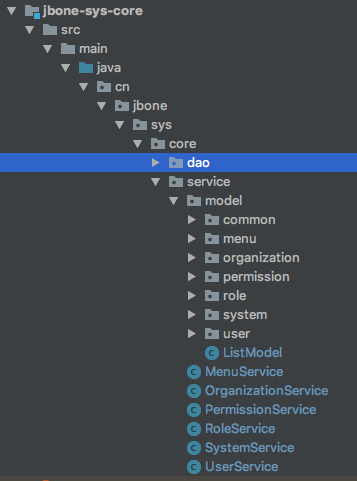 jbone-sys-core
src
main
java
cn
jbone
sys
core
dao
service
model
common
menu
organization
permission
role
system
user
ListModel
MenuService
OrganizationService
PermissionService
RoleService
SystemService
UserService